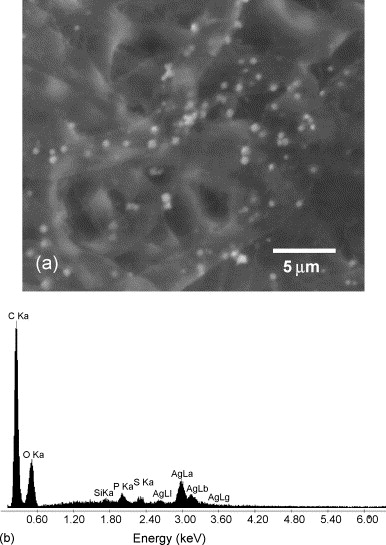 (a)
5 µm
C Ka
O Ka
SiKa
P Ka
S Ka
AgLl
AgLa
AgLb
AgLg
0.60 1.20 1.80 2.40 3.00 3.60 4.20 4.80 5.40 6.00
(b)
Energy (keV)